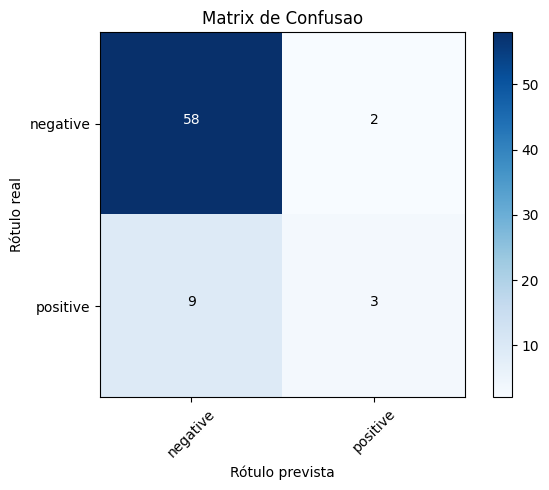 Matrix de Confusao
Rótulo real
negative
58
2
positive
9
3
negative
positive
Rótulo prevista
50
40
30
20
10